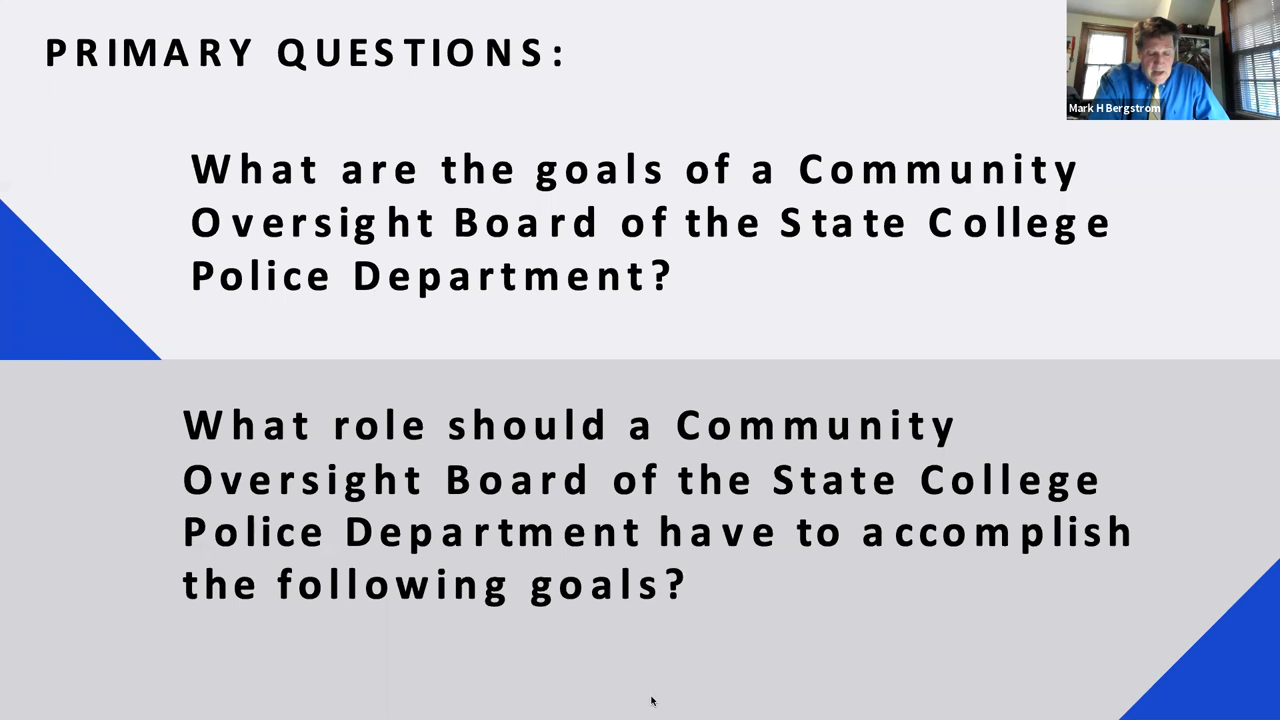 PRIMARY QUESTIONS:
Mark H Bergstrom
What are the goals of a Community
Oversight Board of the State College
Police Department?
What role should a Community
Oversight Board of the State College
Police Department have to accomplish
the following goals?